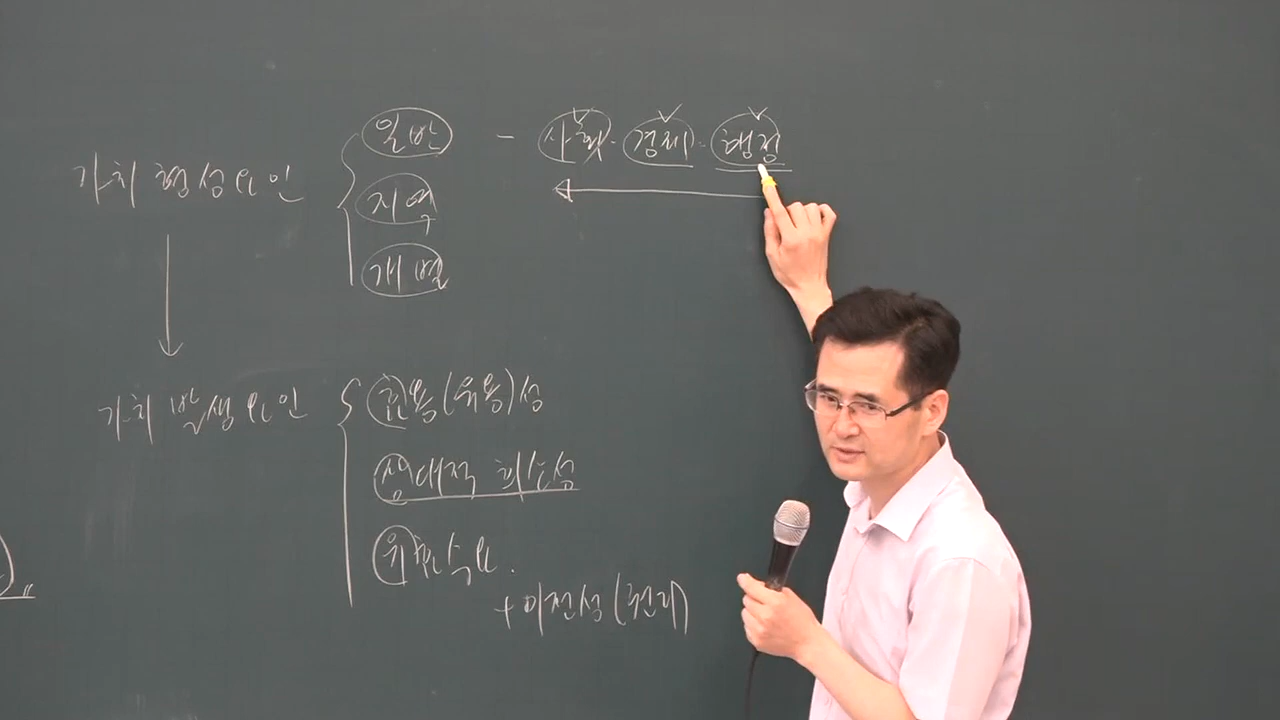 일반 - 사회·경제·행정
가치형성요인
지역
개별
가치발생요인
효용(유용)성
상대적 희소성
유효수요.
+ 이전성(권리)